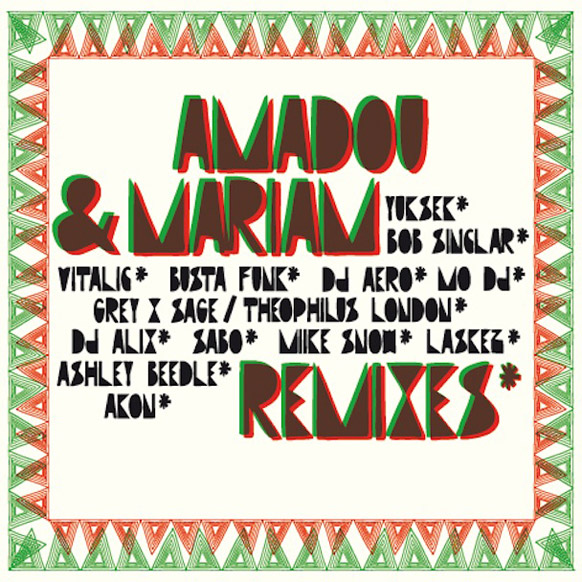 AMADOU
& MARIAM
YUKSEK*
BOB SINCLAR*
VITALIC* BUSTA FUNK* DJ AERO* MO DJ*
GREY X SAGE / THEOPHILUS LONDON*
DJ ALIX* SABO* MIIKE SNOW* LASKEZ*
ASHLEY BEEDLE*
AKON*
REMIXES*